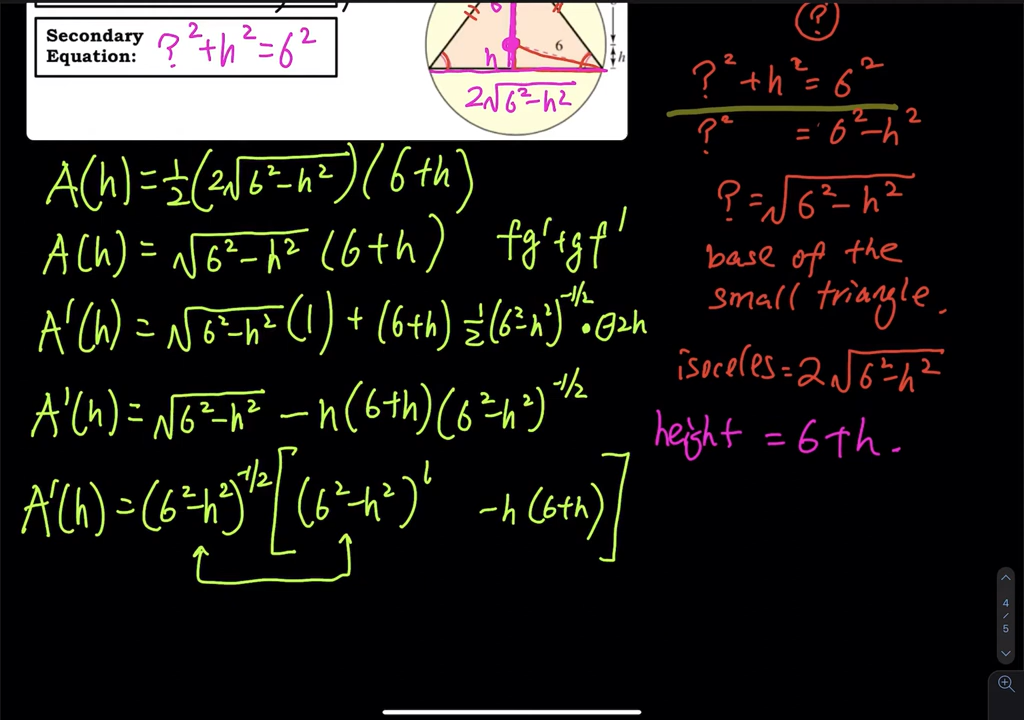 Secondary
Equation: ?² + h² = 6²
6
h
6
h
2√(6²-h²)
A(h) = ½(2√(6²-h²))(6+h)
A(h) = √(6²-h²) (6+h) fg'+gf'
A'(h) = √(6²-h²)(1) + (6+h) ½(6²-h²)^(-1/2) • (-)2h
A'(h) = √(6²-h²) - h(6+h)(6²-h²)^(-1/2)
A'(h) = (6²-h²)^(-1/2) [(6²-h²)^1 -h(6+h)]
?
?² + h² = 6²
?² = 6²-h²
? = √(6²-h²)
base of the
small triangle.
isoceles = 2√(6²-h²)
height = 6+h.
4
/
5